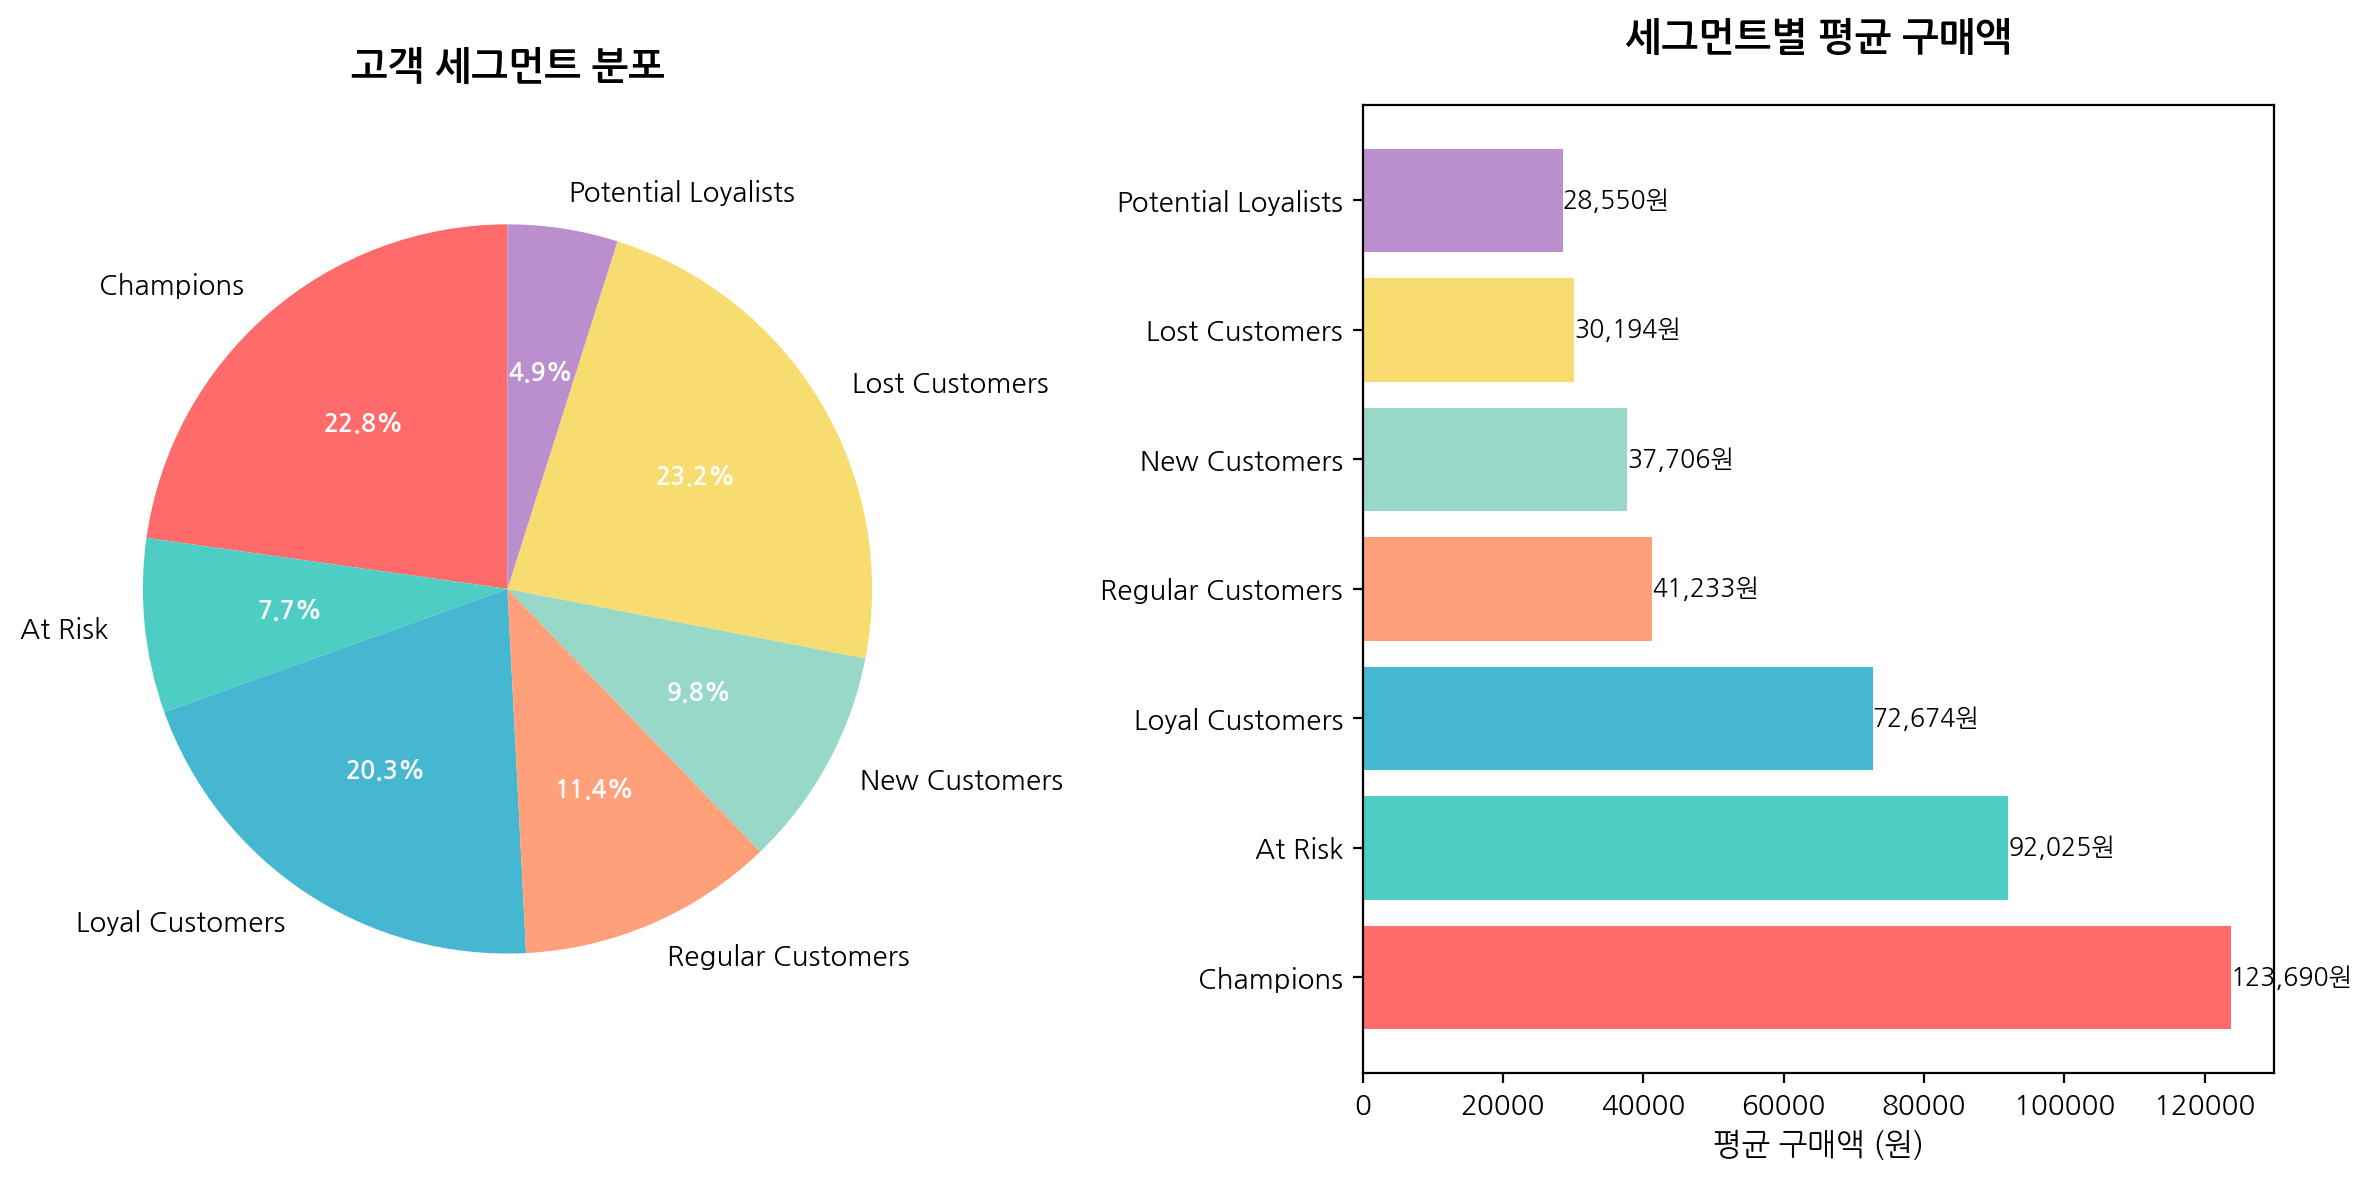 고객 세그먼트 분포
Potential Loyalists
Champions
Lost Customers
4.9%
22.8%
23.2%
7.7%
At Risk
9.8%
20.3%
11.4%
New Customers
Loyal Customers
Regular Customers
세그먼트별 평균 구매액
Potential Loyalists 28,550원
Lost Customers 30,194원
New Customers 37,706원
Regular Customers 41,233원
Loyal Customers 72,674원
At Risk 92,025원
Champions 123,690원
0 20000 40000 60000 80000 100000 120000
평균 구매액 (원)